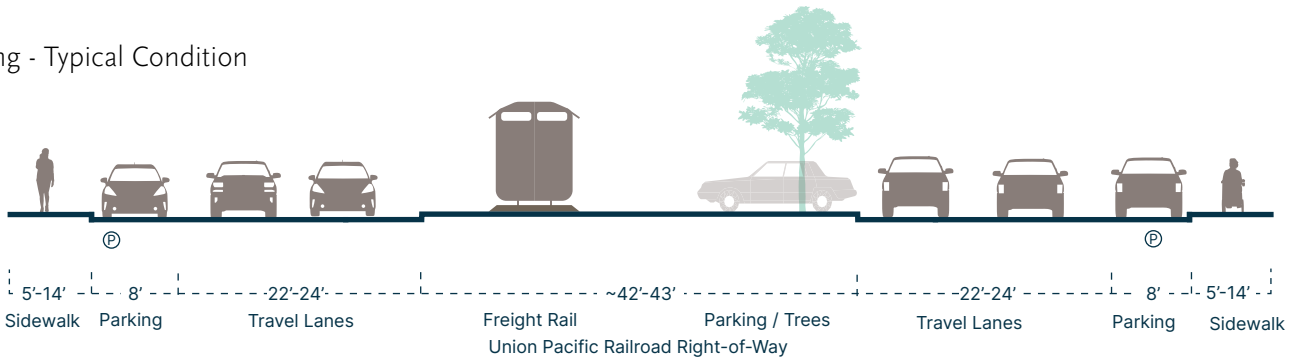 ng - Typical Condition
P P
5'-14' 8' 22'-24' ~42'-43' 22'-24' 8' 5'-14'
Sidewalk Parking Travel Lanes Freight Rail Parking / Trees Travel Lanes Parking Sidewalk
Union Pacific Railroad Right-of-Way